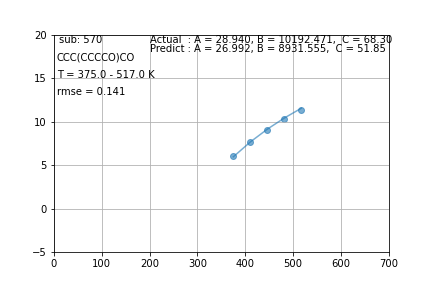 sub: 570
Actual : A = 28.940, B = 10192.471, C = 68.30
Predict : A = 26.992, B = 8931.555, C = 51.85
CCC(CCCCO)CO
T = 375.0 - 517.0 K
rmse = 0.141
20
15
10
5
0
−5
0 100 200 300 400 500 600 700